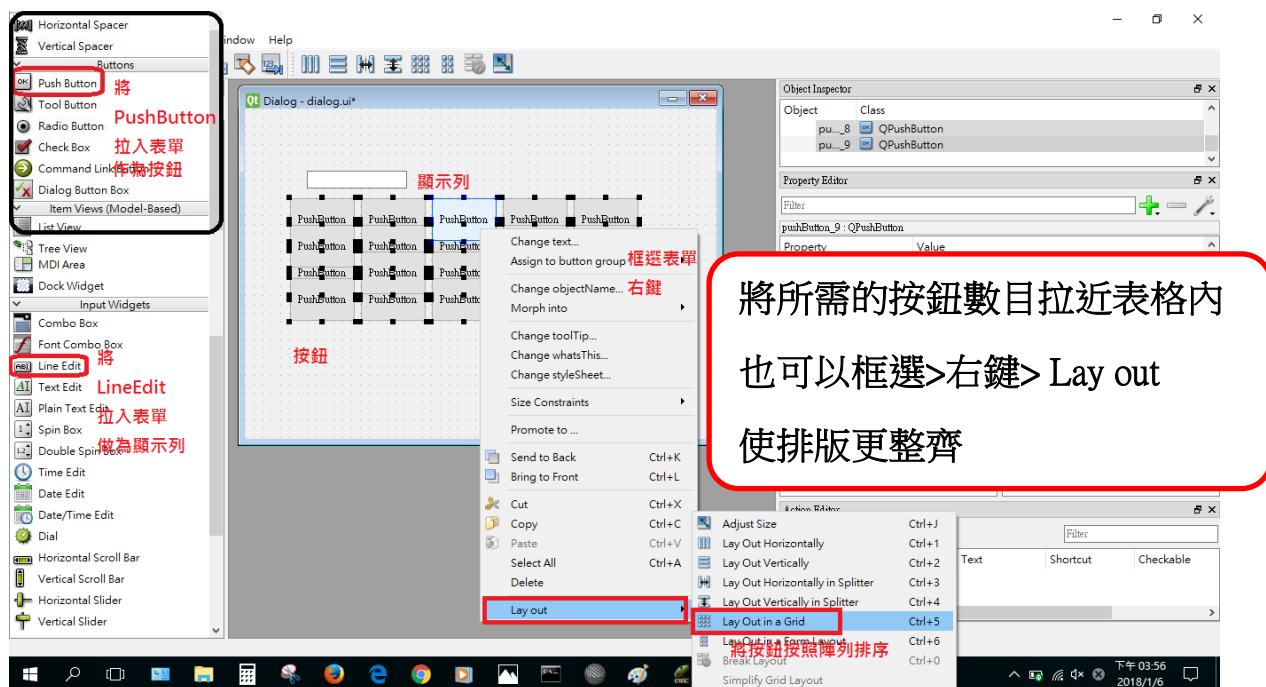 Horizontal Spacer
Vertical Spacer
Buttons
Push Button
Tool Button
Radio Button
Check Box
Command Link
Dialog Button Box
Item Views (Model-Based)
List View
Tree View
MDI Area
Dock Widget
Input Widgets
Combo Box
Font Combo Box
Line Edit
Text Edit
Plain Text Edit
Spin Box
Double Spin Box
Time Edit
Date Edit
Date/Time Edit
Dial
Horizontal Scroll Bar
Vertical Scroll Bar
Horizontal Slider
Vertical Slider
將
PushButton
拉入表單
作為按鈕
將
LineEdit
拉入表單
做為顯示列
indow Help
Dialog - dialog.ui*
顯示列
PushButton PushButton PushButton PushButton PushButton
PushButton PushButton PushButto
PushButton PushButton PushButto
PushButton PushButton PushButto
按鈕
Change text...
Assign to button group
框選表單
Change objectName...
右鍵
Morph into
Change toolTip...
Change whatsThis...
Change styleSheet...
Size Constraints
Promote to ...
Send to Back Ctrl+K
Bring to Front Ctrl+L
Cut Ctrl+X
Copy Ctrl+C
Paste Ctrl+V
Select All Ctrl+A
Delete
Lay out
Adjust Size Ctrl+J
Lay Out Horizontally Ctrl+1
Lay Out Vertically Ctrl+2
Lay Out Horizontally in Splitter Ctrl+3
Lay Out Vertically in Splitter Ctrl+4
Lay Out in a Grid Ctrl+5
Lay Out in a Form Layout Ctrl+6
將按鈕按照陣列排序
Break Layout Ctrl+0
Simplify Grid Layout
Object Inspector
Object Class
pu..._8 QPushButton
pu..._9 QPushButton
Property Editor
Filter
pushButton_9 : QPushButton
Property Value
將所需的按鈕數目拉近表格內
也可以框選>右鍵> Lay out
使排版更整齊
Action Editor
Filter
Text Shortcut Checkable
下午 03:56
2018/1/6